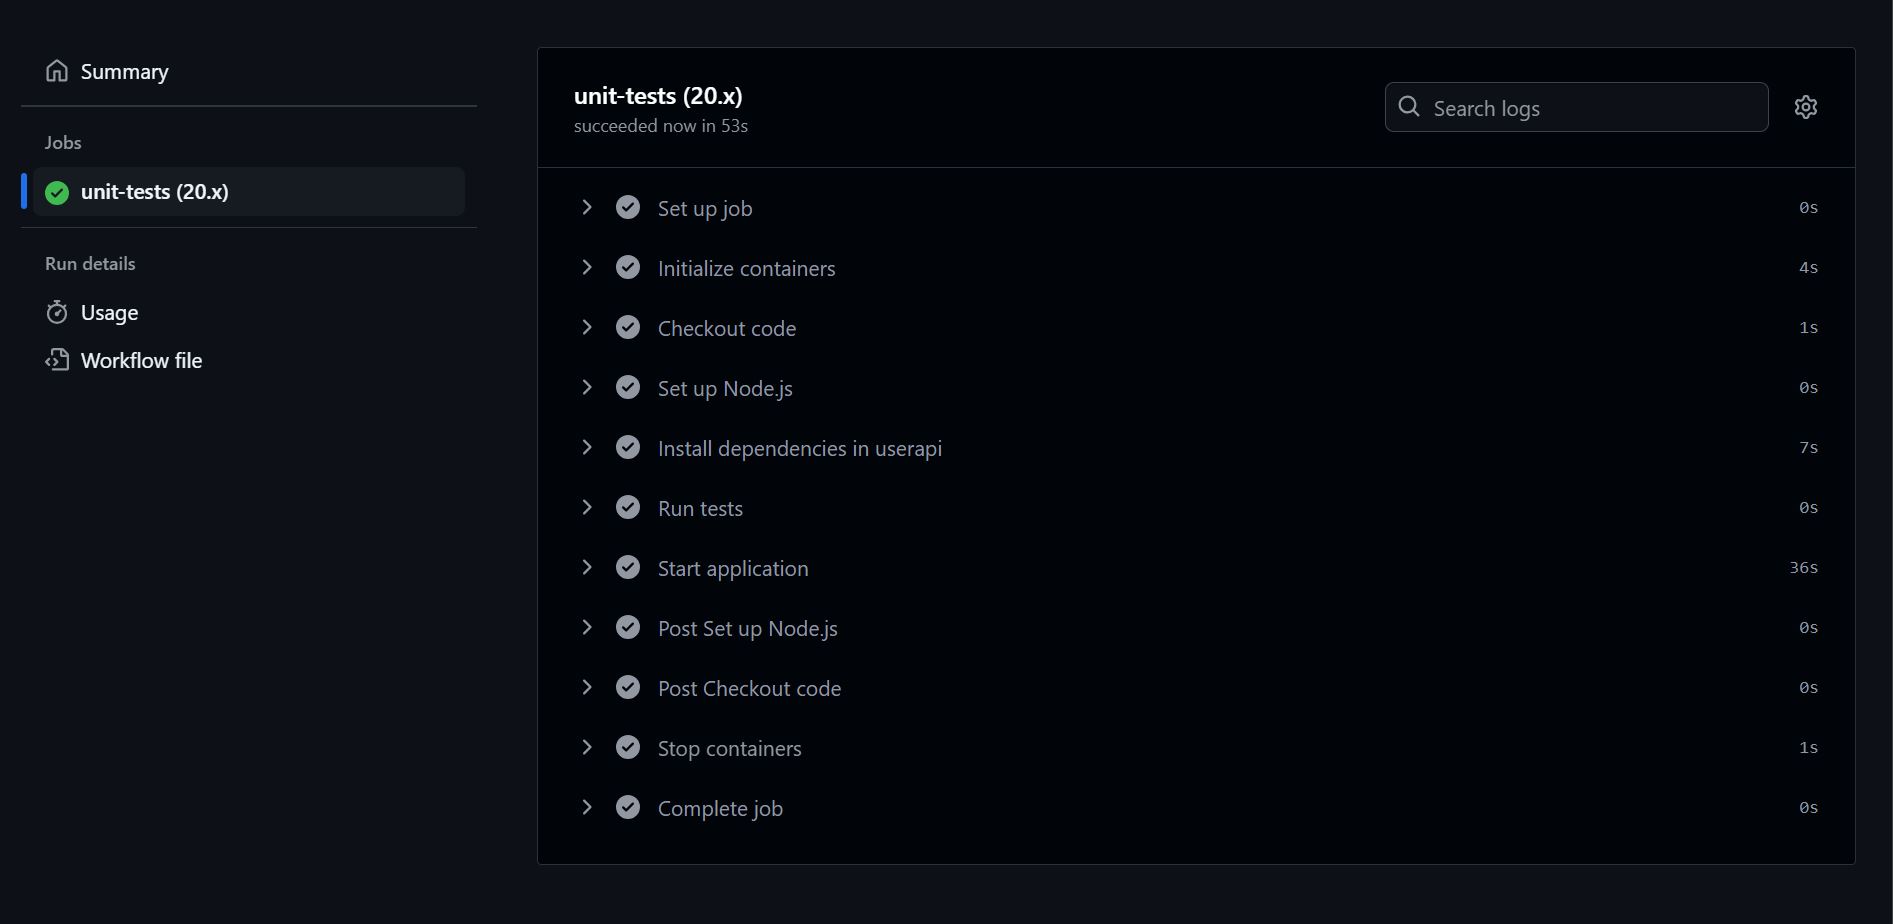 Summary
Jobs
unit-tests (20.x)
Run details
Usage
Workflow file
unit-tests (20.x)
succeeded now in 53s
Search logs
Set up job 0s
Initialize containers 4s
Checkout code 1s
Set up Node.js 0s
Install dependencies in userapi 7s
Run tests 0s
Start application 36s
Post Set up Node.js 0s
Post Checkout code 0s
Stop containers 1s
Complete job 0s